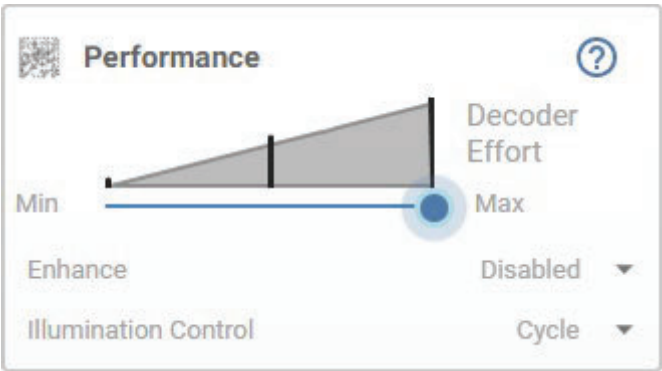 Performance
Decoder
Effort
Min
Max
Enhance
Disabled
Illumination Control
Cycle